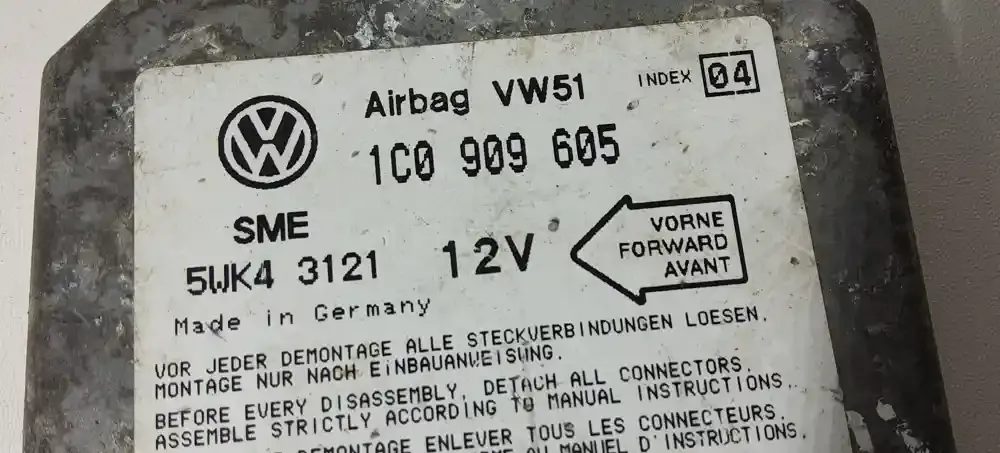 Airbag VW51
INDEX 04
1C0 909 605
SME
5WK4 3121
12V
VORNE
FORWARD
AVANT
Made in Germany
VOR JEDER DEMONTAGE ALLE STECKVERBINDUNGEN LOESEN.
MONTAGE NUR NACH EINBAUANWEISUNG.
BEFORE EVERY DISASSEMBLY, DETACH ALL CONNECTORS.
ASSEMBLE STRICTLY ACCORDING TO MANUAL INSTRUCTIONS.
DEMONTAGE ENLEVER TOUS LES CONNECTEURS.
AU MANUEL D'INSTRUCTIONS.